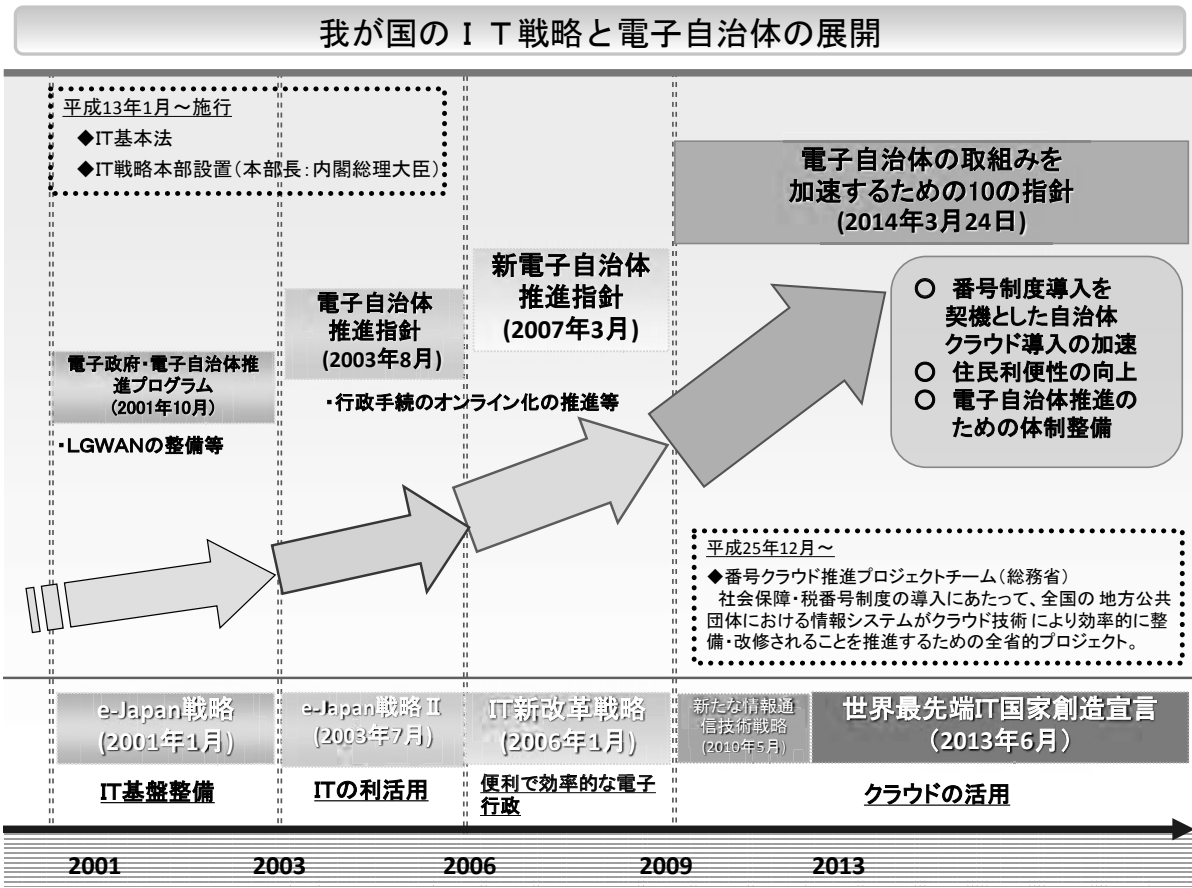 我が国のＩＴ戦略と電子自治体の展開
平成13年1月～施行
◆IT基本法
◆IT戦略本部設置(本部長:内閣総理大臣)
電子自治体の取組みを
加速するための10の指針
(2014年3月24日)
新電子自治体
推進指針
(2007年3月)
電子自治体
推進指針
(2003年8月)
電子政府・電子自治体推
進プログラム
(2001年10月)
・行政手続のオンライン化の推進等
・LGWANの整備等
○ 番号制度導入を
契機とした自治体
クラウド導入の加速
○ 住民利便性の向上
○ 電子自治体推進の
ための体制整備
平成25年12月～
◆番号クラウド推進プロジェクトチーム(総務省)
社会保障・税番号制度の導入にあたって、全国の地方公共
団体における情報システムがクラウド技術により効率的に整
備・改修されることを推進するための全省的プロジェクト。
e-Japan戦略
(2001年1月)
e-Japan戦略Ⅱ
(2003年7月)
IT新改革戦略
(2006年1月)
新たな情報通
信技術戦略
(2010年5月)
世界最先端IT国家創造宣言
(2013年6月)
IT基盤整備
ITの利活用
便利で効率的な電子
行政
クラウドの活用
2001 2003 2006 2009 2013